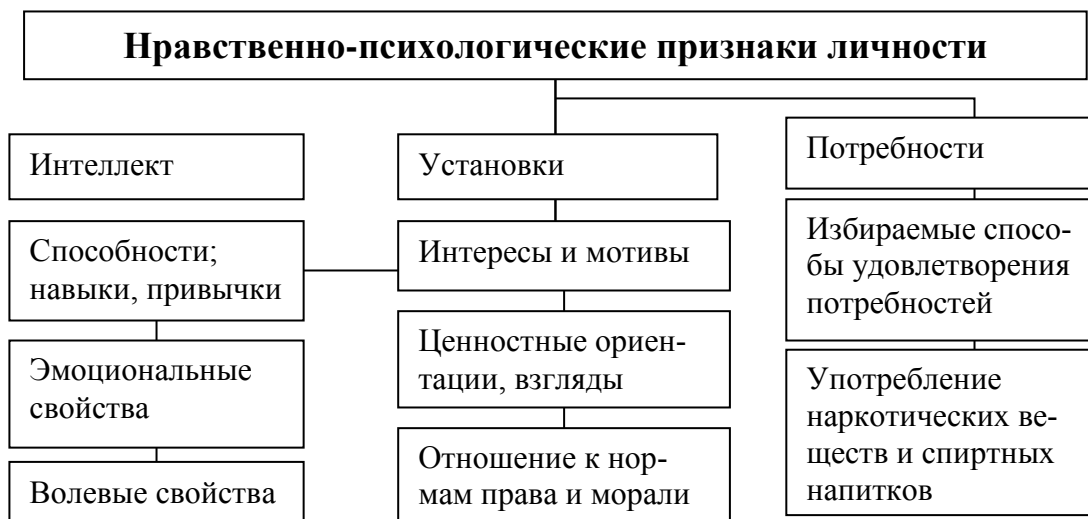 Нравственно-психологические признаки личности
Интеллект
Способности;
навыки, привычки
Эмоциональные
свойства
Волевые свойства
Установки
Интересы и мотивы
Ценностные ориен-
тации, взгляды
Отношение к нор-
мам права и морали
Потребности
Избираемые спосо-
бы удовлетворения
потребностей
Употребление
наркотических ве-
ществ и спиртных
напитков